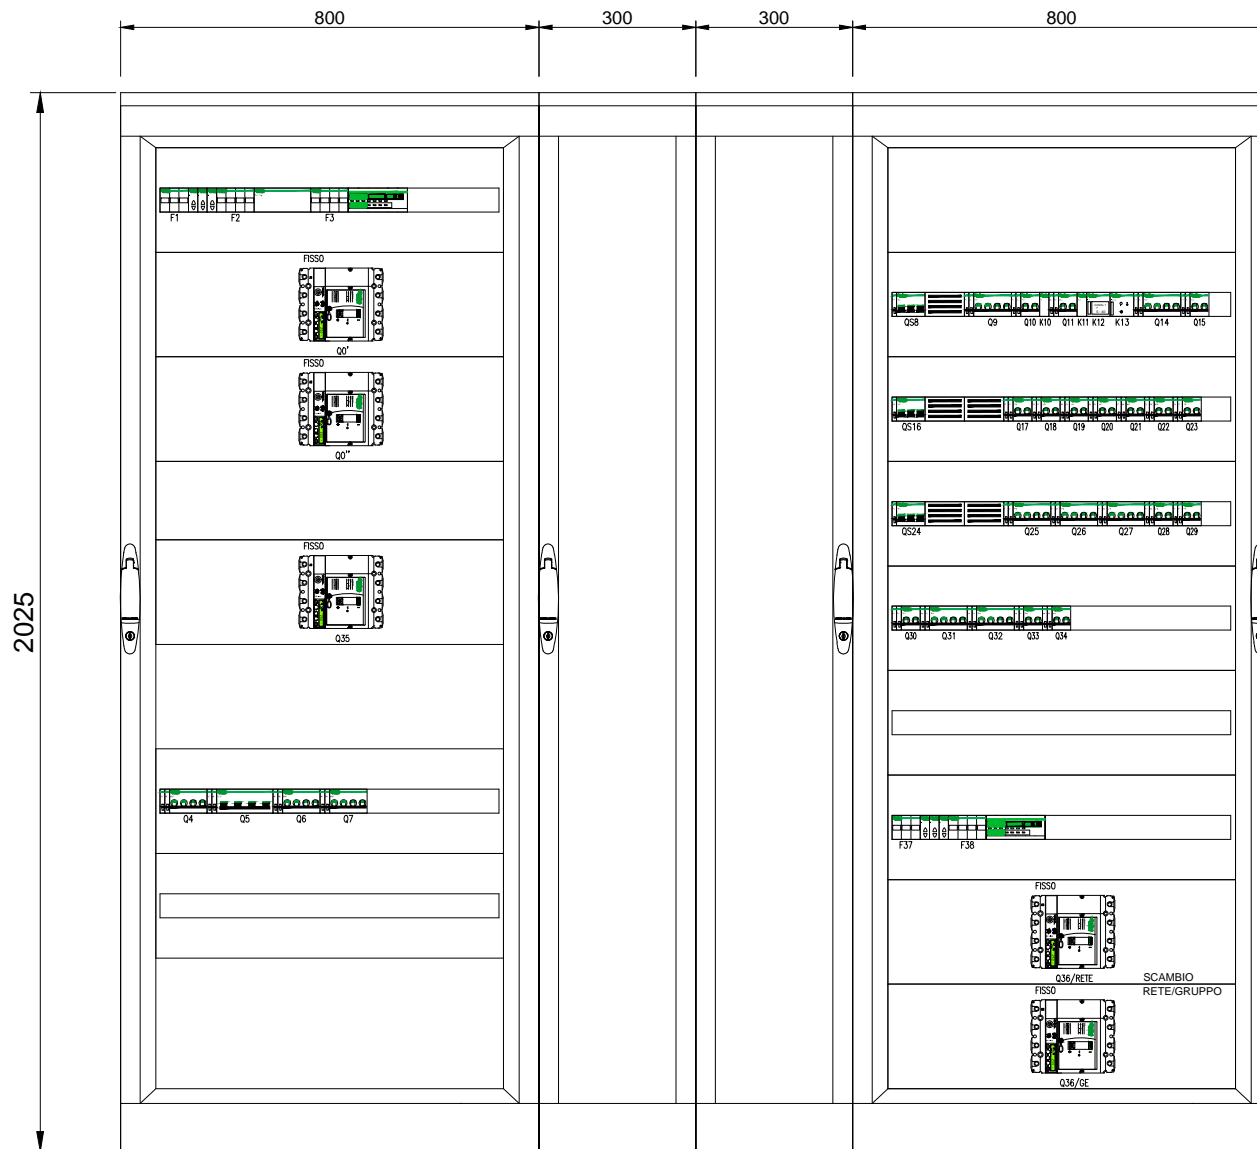 800 300 300 800
2025
F1 F2 F3
FISSO
Q0'
FISSO
Q0''
FISSO
Q35
Q4 Q5 Q6 Q7
QS8 Q9 Q10 K10 Q11 K11 K12 K13 Q14 Q15
QS16 Q17 Q18 Q19 Q20 Q21 Q22 Q23
QS24 Q25 Q26 Q27 Q28 Q29
Q30 Q31 Q32 Q33 Q34
F37 F38
FISSO
Q36/RETE
SCAMBIO
RETE/GRUPPO
FISSO
Q36/GE